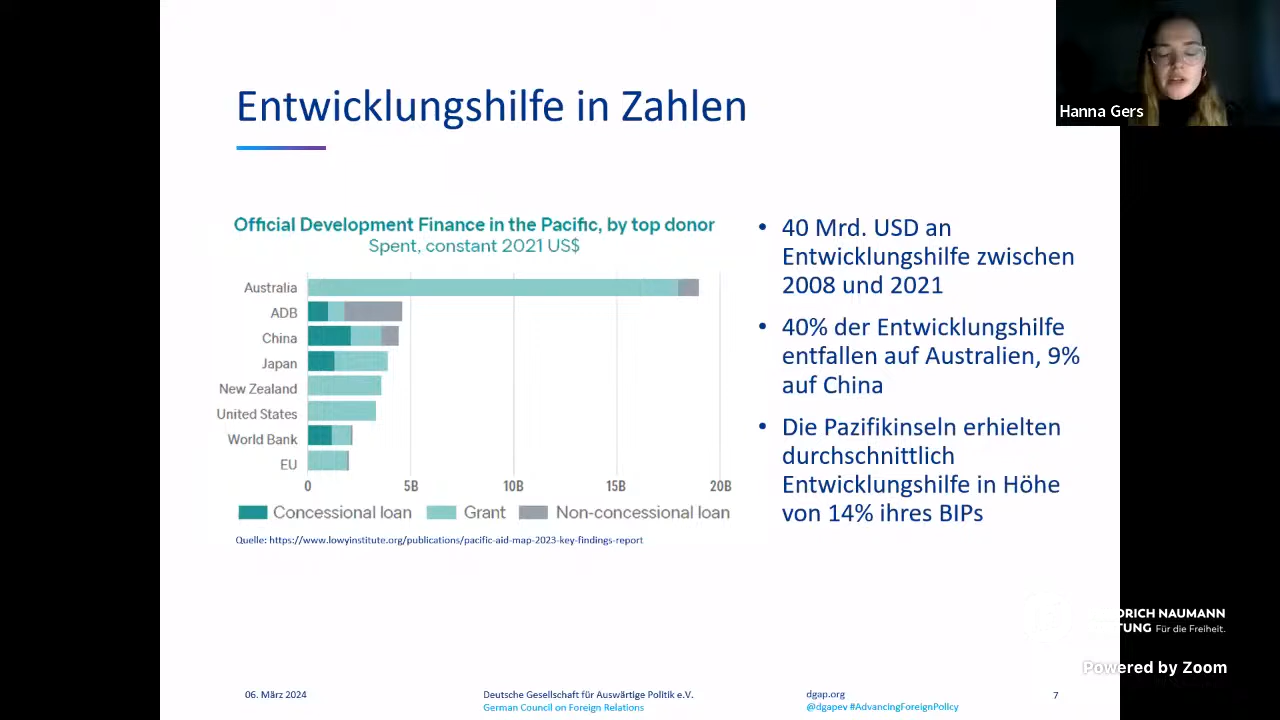 Entwicklungshilfe in Zahlen
Hanna Gers
Official Development Finance in the Pacific, by top donor
Spent, constant 2021 US$
Australia
ADB
China
Japan
New Zealand
United States
World Bank
EU
0 5B 10B 15B 20B
Concessional loan Grant Non-concessional loan
Quelle: https://www.lowyinstitute.org/publications/pacific-aid-map-2023-key-findings-report
• 40 Mrd. USD an
Entwicklungshilfe zwischen
2008 und 2021
• 40% der Entwicklungshilfe
entfallen auf Australien, 9%
auf China
• Die Pazifikinseln erhielten
durchschnittlich
Entwicklungshilfe in Höhe
von 14% ihres BIPs
NAUMANN
Für die Freiheit.
Powered by Zoom
06. März 2024
Deutsche Gesellschaft für Auswärtige Politik e.V.
German Council on Foreign Relations
dgap.org
@dgapev #AdvancingForeignPolicy
7